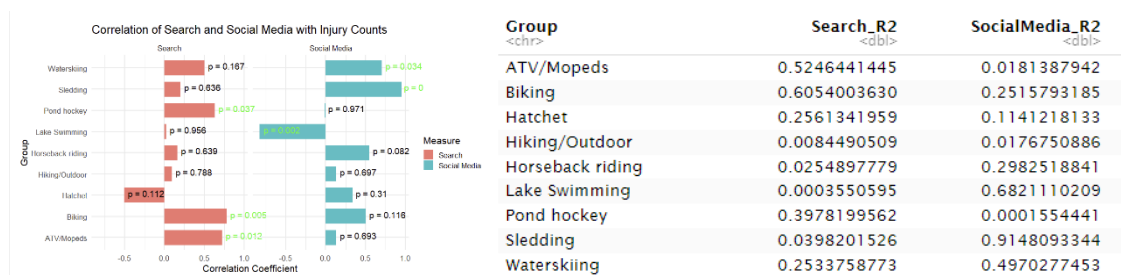 Correlation of Search and Social Media with Injury Counts
Search
Social Media
Group
Waterskiing
p = 0.167
p = 0.034
Sledding
p = 0.636
p = 0
Pond hockey
p = 0.037
p = 0.971
Lake Swimming
p = 0.956
p = 0.002
Horseback riding
p = 0.639
p = 0.082
Hiking/Outdoor
p = 0.788
p = 0.697
Hatchet
p = 0.112
p = 0.31
Biking
p = 0.005
p = 0.116
ATV/Mopeds
p = 0.012
p = 0.693
-0.5 0.0 0.5 1.0 -0.5 0.0 0.5 1.0
Correlation Coefficient
Measure
Search
Social Media
Group Search_R2 SocialMedia_R2
<chr> <dbl> <dbl>
ATV/Mopeds 0.5246441445 0.0181387942
Biking 0.6054003630 0.2515793185
Hatchet 0.2561341959 0.1141218133
Hiking/Outdoor 0.0084490509 0.0176750886
Horseback riding 0.0254897779 0.2982518841
Lake Swimming 0.0003550595 0.6821110209
Pond hockey 0.3978199562 0.0001554441
Sledding 0.0398201526 0.9148093344
Waterskiing 0.2533758773 0.4970277453